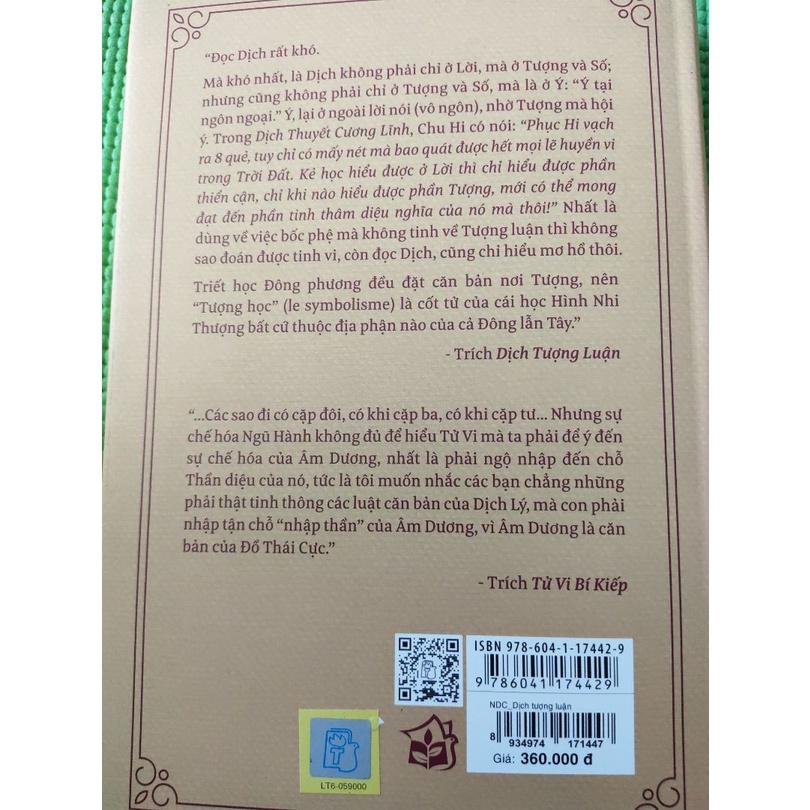 “Đọc Dịch rất khó.
Mà khó nhất, là Dịch không phải chỉ ở Lời, mà ở Tượng và Số;
nhưng cũng không phải chỉ ở Tượng và Số, mà là ở Ý: “Ý tại
ngôn ngoại.” Ý, lại ở ngoài lời nói (vô ngôn), nhờ Tượng mà hội
ý. Trong Dịch Thuyết Cương Lĩnh, Chu Hi có nói: “Phục Hi vạch
ra 8 quẻ, tuy chỉ có mấy nét mà bao quát được hết mọi lẽ huyền vi
trong Trời Đất. Kẻ học hiểu được ở Lời thì chỉ hiểu được phần
thiển cận, chỉ khi nào hiểu được phần Tượng, mới có thể mong
đạt đến phần tinh thâm diệu nghĩa của nó mà thôi!” Nhất là
dùng về việc bốc phệ mà không tinh về Tượng luận thì không
sao đoán được tinh vi, còn đọc Dịch, cũng chỉ hiểu mơ hồ thôi.
Triết học Đông phương đều đặt căn bản nơi Tượng, nên
“Tượng học” (le symbolisme) là cốt tử của cái học Hình Nhi
Thượng bất cứ thuộc địa phận nào của cả Đông lẫn Tây.”
- Trích Dịch Tượng Luận
“...Các sao đi có cặp đôi, có khi cặp ba, có khi cặp tư... Nhưng sự
chế hóa Ngũ Hành không đủ để hiểu Tử Vi mà ta phải để ý đến
sự chế hóa của Âm Dương, nhất là phải ngộ nhập đến chỗ
Thần diệu của nó, tức là tôi muốn nhắc các bạn chẳng những
phải thật tinh thông các luật căn bản của Dịch Lý, mà con phải
nhập tận chỗ “nhập thần” của Âm Dương, vì Âm Dương là căn
bản của Đồ Thái Cực.”
- Trích Tử Vi Bí Kiếp
ISBN 978-604-1-17442-9
9 786041 174429
NDC_Dịch tượng luận
8 934974 171447
Giá: 360.000 đ
T
LT6-059000